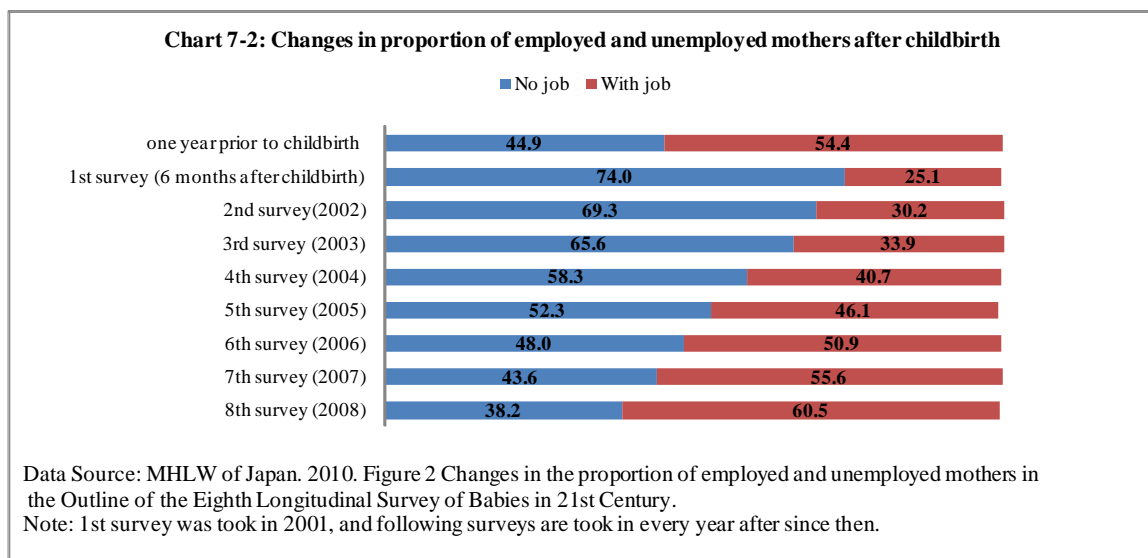 Chart 7-2: Changes in proportion of employed and unemployed mothers after childbirth
No job With job
one year prior to childbirth 44.9 54.4
1st survey (6 months after childbirth) 74.0 25.1
2nd survey(2002) 69.3 30.2
3rd survey (2003) 65.6 33.9
4th survey (2004) 58.3 40.7
5th survey (2005) 52.3 46.1
6th survey (2006) 48.0 50.9
7th survey (2007) 43.6 55.6
8th survey (2008) 38.2 60.5
Data Source: MHLW of Japan. 2010. Figure 2 Changes in the proportion of employed and unemployed mothers in
the Outline of the Eighth Longitudinal Survey of Babies in 21st Century.
Note: 1st survey was took in 2001, and following surveys are took in every year after since then.